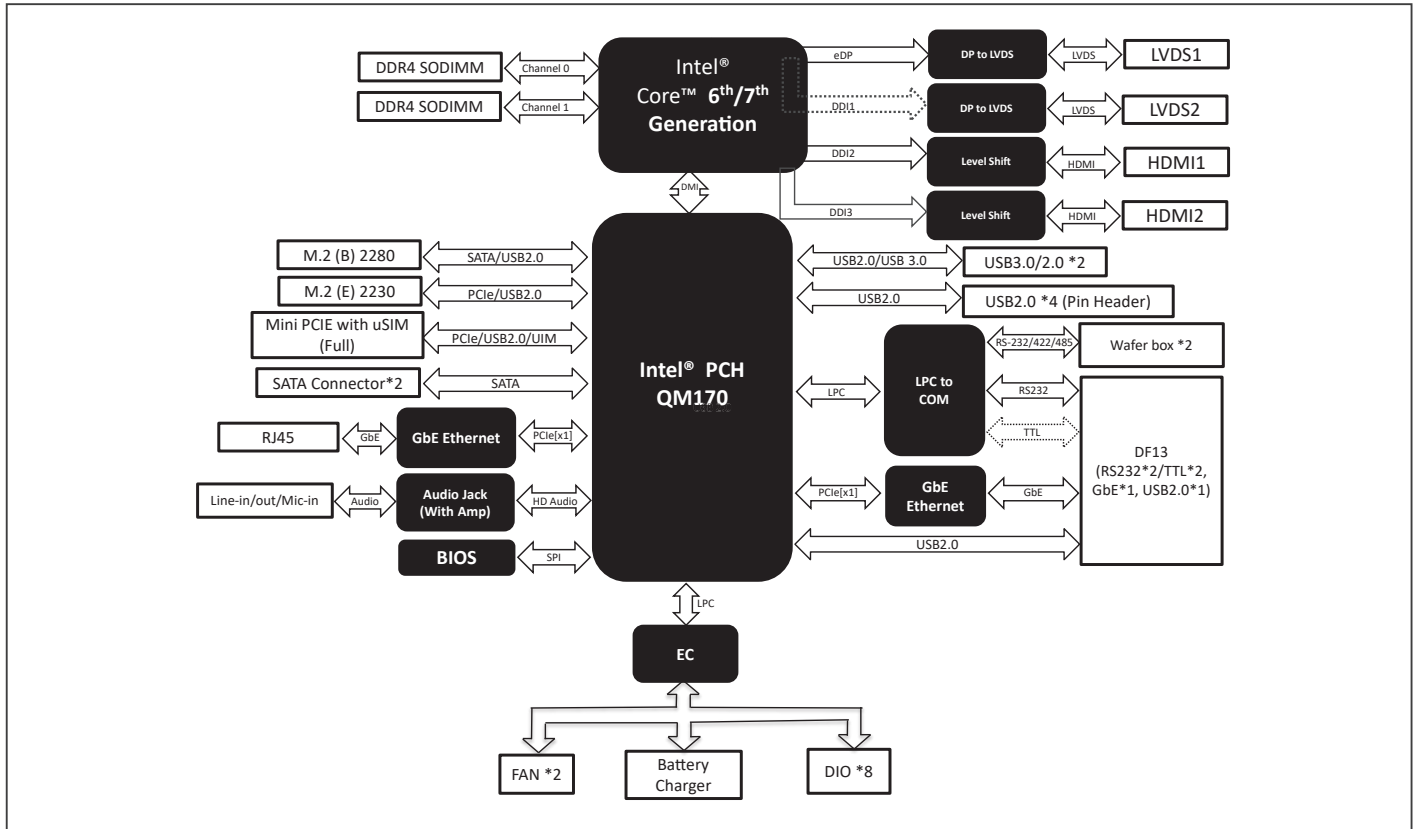 DDR4 SODIMM
Channel 0
DDR4 SODIMM
Channel 1
Intel®
Core™ 6th/7th
Generation
eDP
DP to LVDS
LVDS
LVDS1
DDI1
DP to LVDS
LVDS
LVDS2
DDI2
Level Shift
HDMI
HDMI1
DDI3
Level Shift
HDMI
HDMI2
DMI
M.2 (B) 2280
SATA/USB2.0
M.2 (E) 2230
PCIe/USB2.0
Mini PCIE with uSIM
(Full)
PCIe/USB2.0/UIM
SATA Connector*2
SATA
RJ45
GbE
GbE Ethernet
PCIe[x1]
Line-in/out/Mic-in
Audio
Audio Jack
(With Amp)
HD Audio
BIOS
SPI
Intel® PCH
QM170
USB2.0/USB 3.0
USB3.0/2.0 *2
USB2.0
USB2.0 *4 (Pin Header)
LPC
LPC to
COM
RS-232/422/485
Wafer box *2
RS232
TTL
DF13
(RS232*2/TTL*2,
GbE*1, USB2.0*1)
PCIe[x1]
GbE
Ethernet
GbE
USB2.0
LPC
EC
FAN *2
Battery
Charger
DIO *8